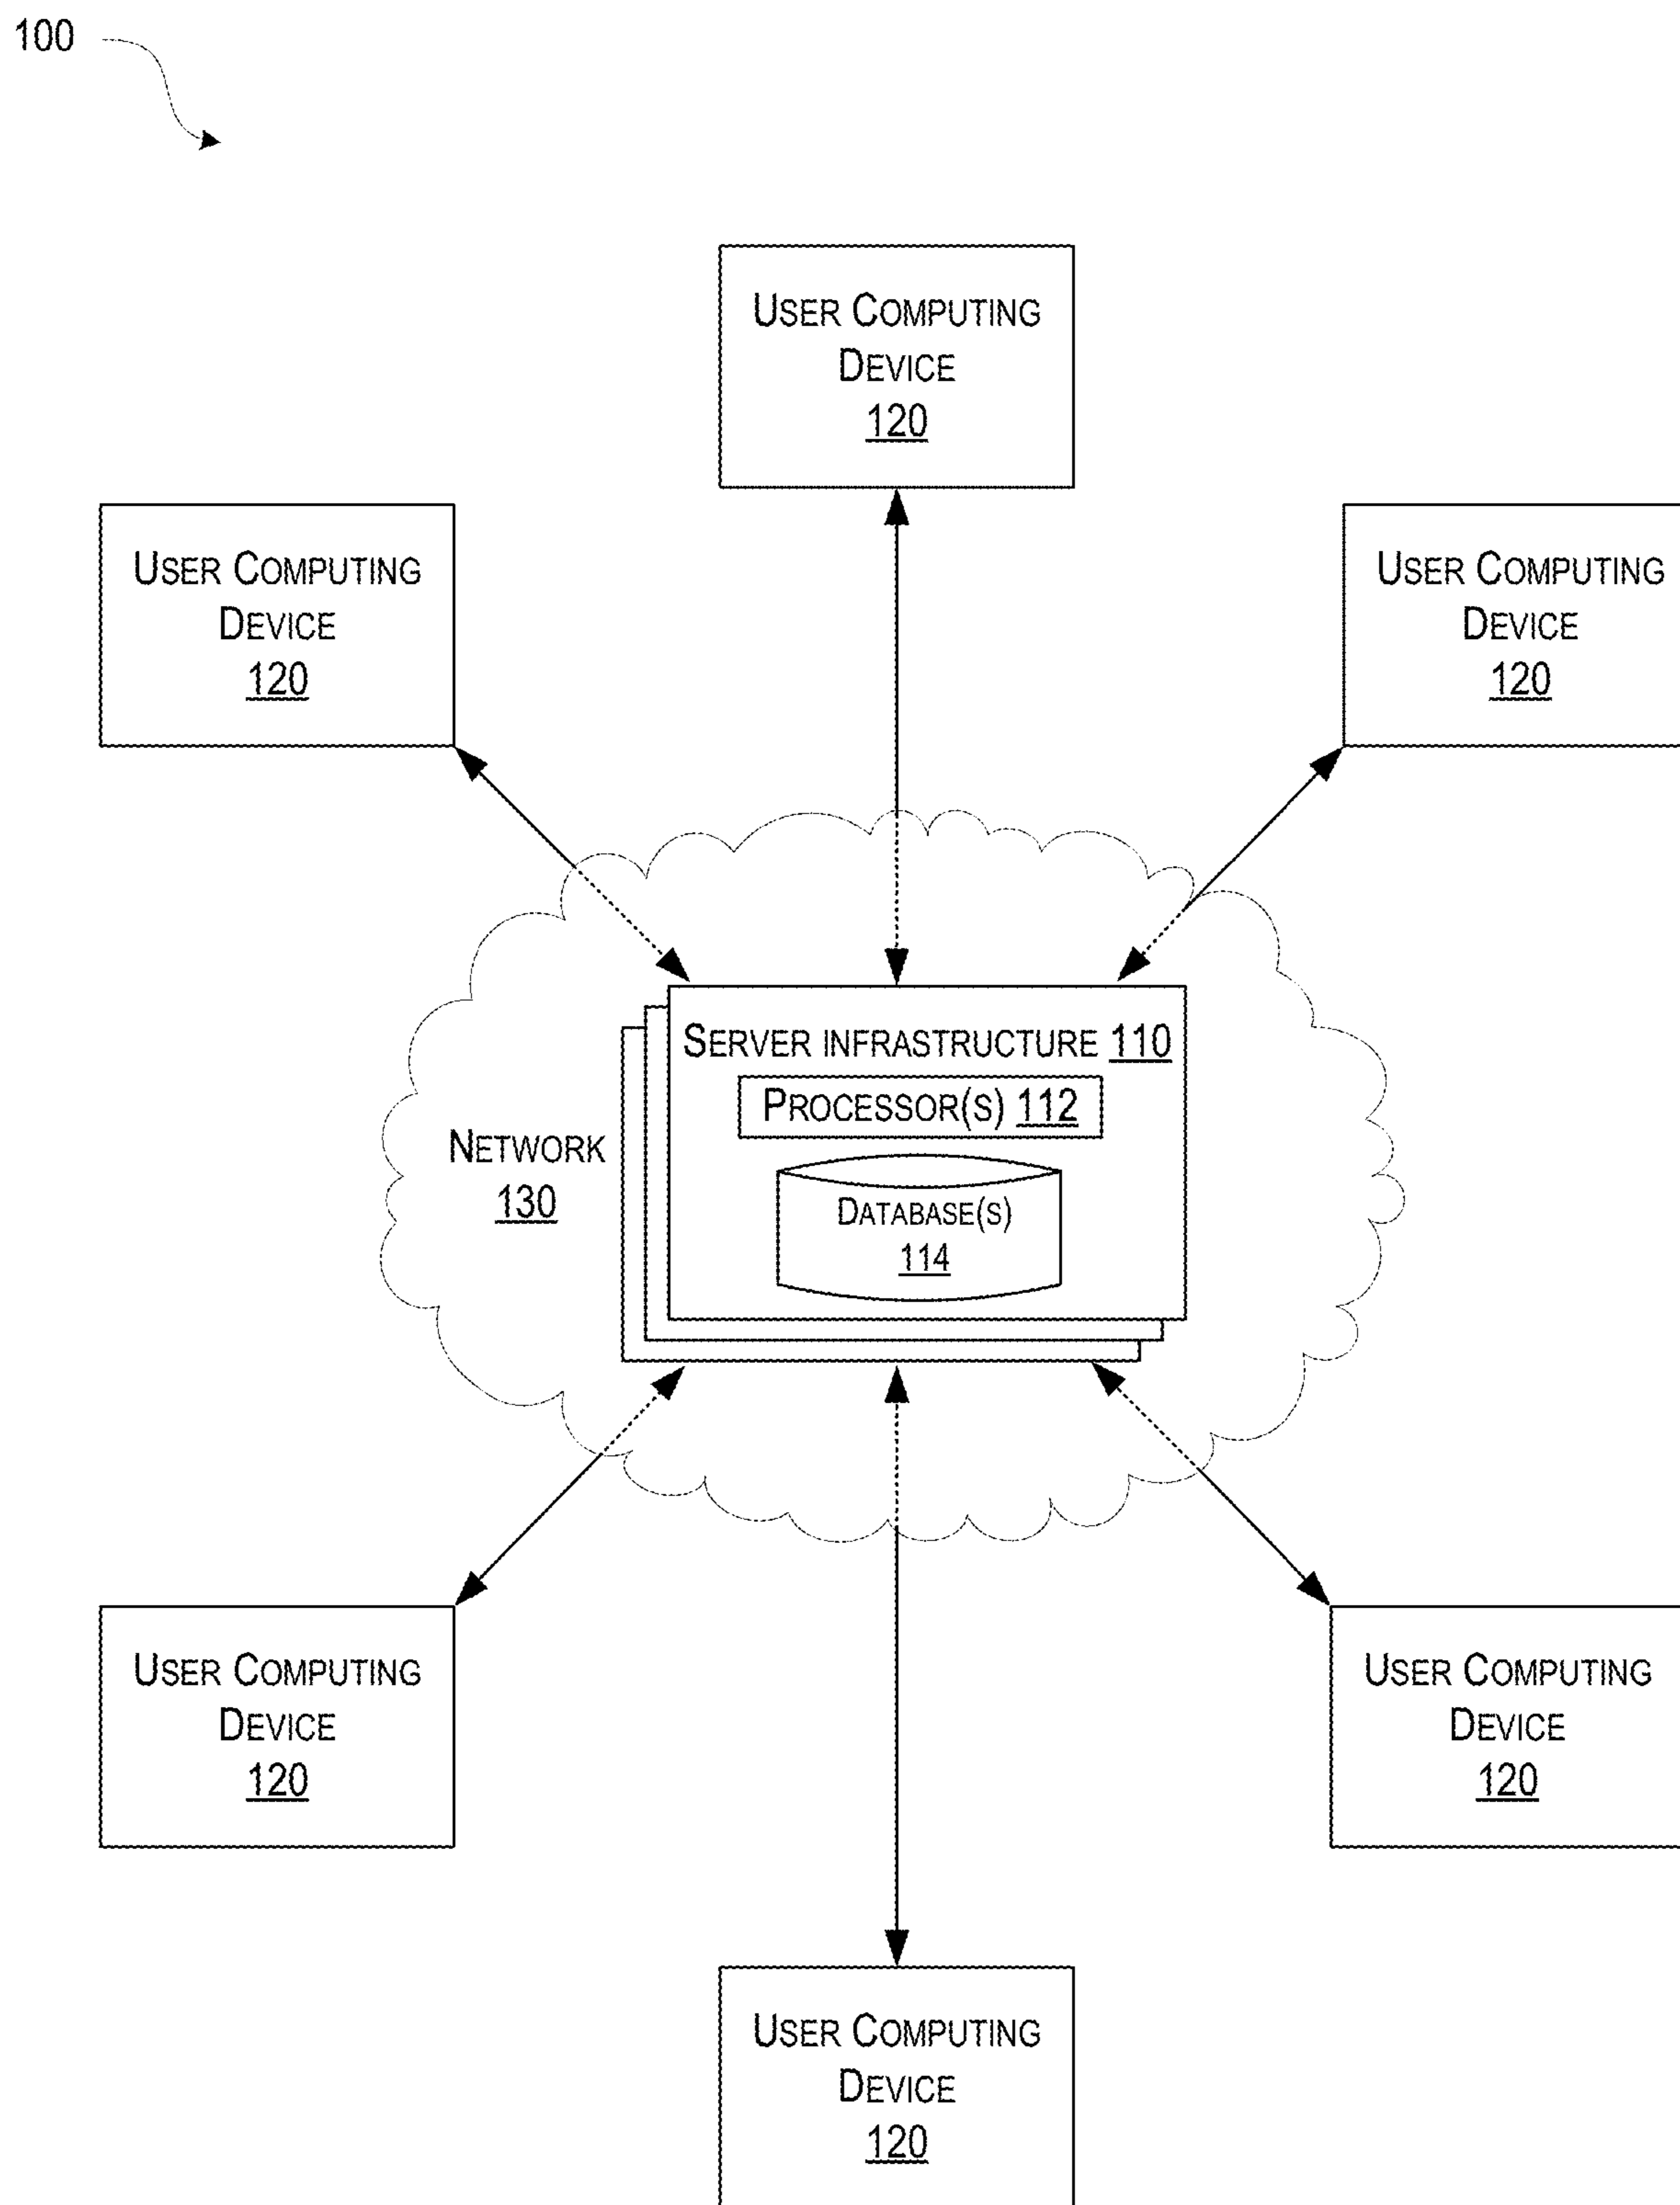 100
User Computing
Device
120
User Computing
Device
120
User Computing
Device
120
Server infrastructure 110
Processor(s) 112
Network
130
Database(s)
114
User Computing
Device
120
User Computing
Device
120
User Computing
Device
120